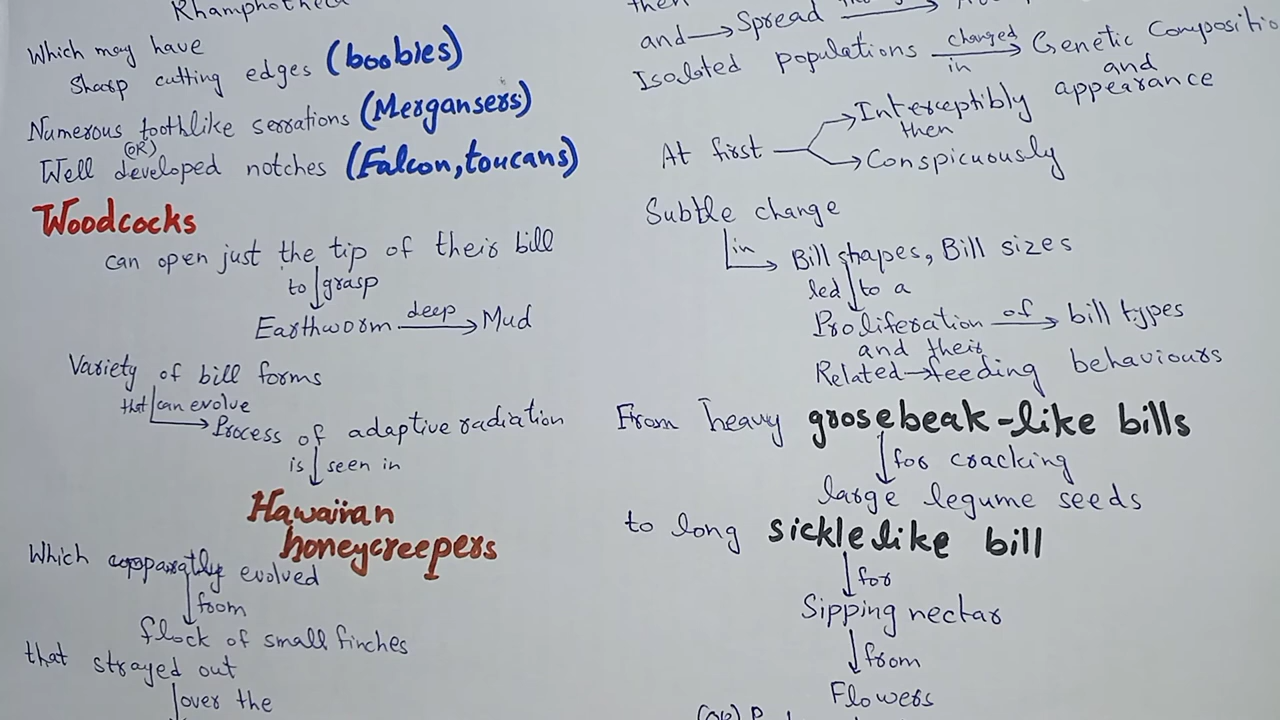 Which may have
Sharp cutting edges (boobies)
Numerous toothlike serrations (Mergansers)
(OR)
Well developed notches (Falcon, toucans)
Woodcocks
can open just the tip of their bill
to grasp
Earthworm deep Mud
Variety of bill forms
that can evolve
Process of adaptive radiation
is seen in
Hawaiian
honeycreepers
Which evolved
from
flock of small finches
that strayed out
over the
then
and → Spread
Isolated populations changed in Genetic Compositio
and
appearance
At first → Interceptibly
then
→ Conspicuously
Subtle change
in
Bill shapes, Bill sizes
led to a
Proliferation of bill types
and their
Related → feeding behaviours
From heavy groosebeak-like bills
for cracking
large legume seeds
to long sicklelike bill
for
Sipping nectar
from
Flowers
(OR)